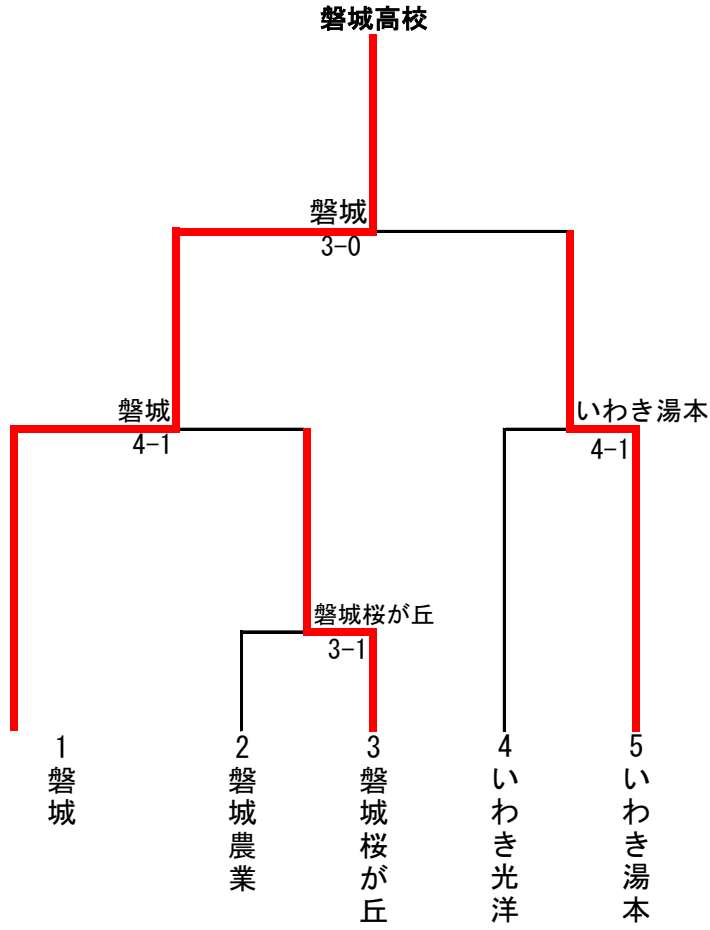 磐城高校
磐城
3-0
磐城
4-1
いわき湯本
4-1
磐城桜が丘
3-1
1
磐城
2
磐城農業
3
磐城桜が丘
4
いわき光洋
5
いわき湯本